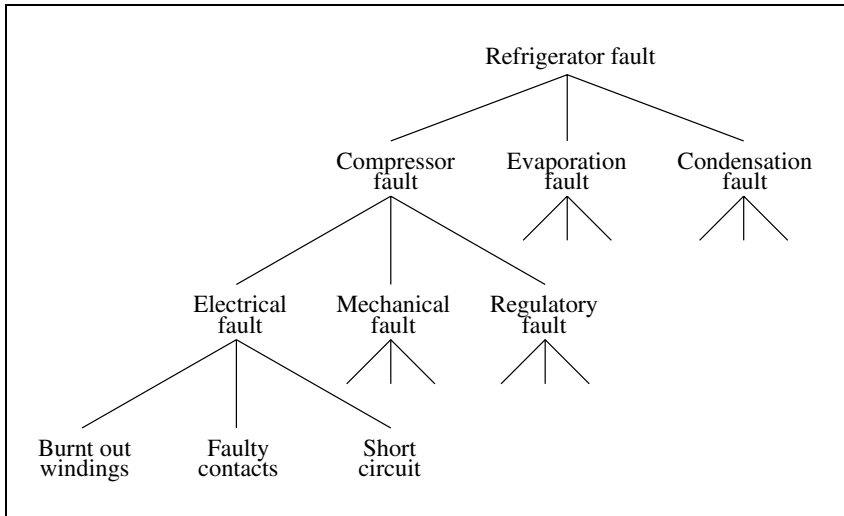 Refrigerator fault
Compressor
fault
Evaporation
fault
Condensation
fault
Electrical
fault
Mechanical
fault
Regulatory
fault
Burnt out
windings
Faulty
contacts
Short
circuit